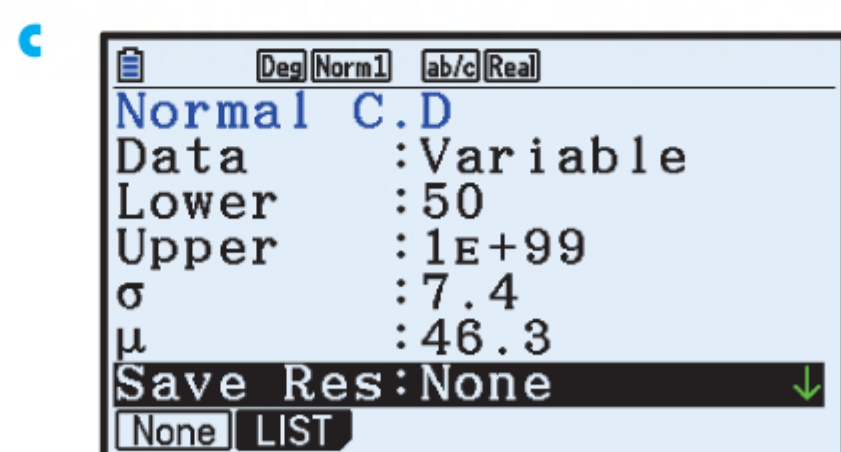 c
Deg Norm1 ab/c Real
Normal C.D
Data :Variable
Lower :50
Upper :1E+99
σ :7.4
μ :46.3
Save Res:None ↓
None LIST